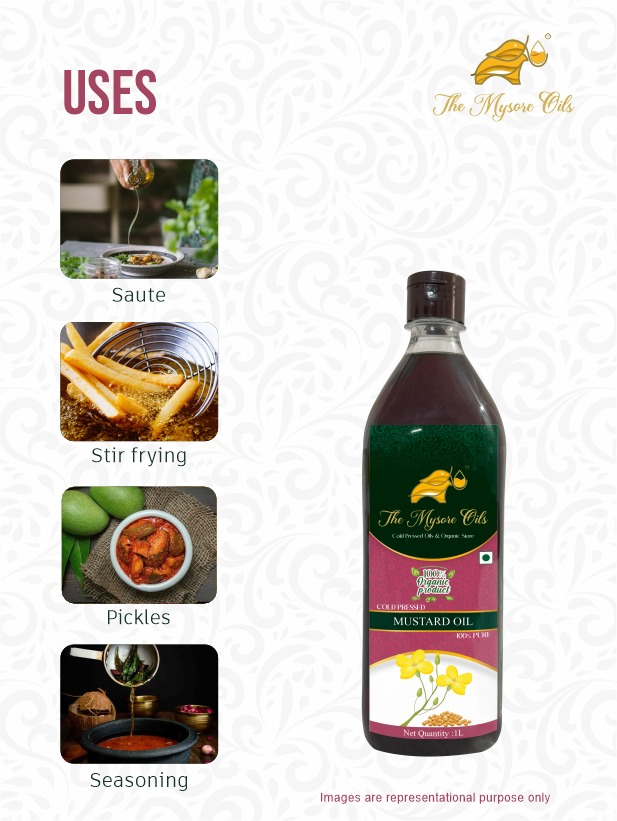 USES
The Mysore Oils
Saute
Stir frying
Pickles
Seasoning
The Mysore Oils
Cold Pressed Oils & Organic Store
100%
Organic
product
COLD PRESSED
MUSTARD OIL
100% PURE
Net Quantity :1L
Images are representational purpose only